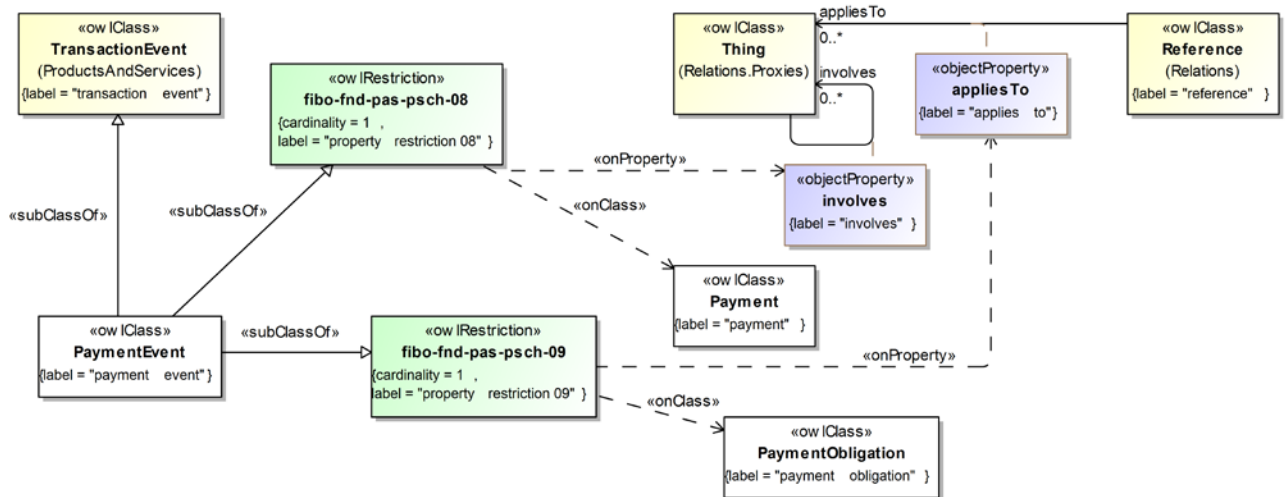 «owlClass»
TransactionEvent
(ProductsAndServices)
{label = "transaction event" }
«owlRestriction»
fibo-fnd-pas-psch-08
{cardinality = 1 ,
label = "property restriction 08" }
«owlClass»
Thing
(Relations.Proxies)
appliesTo
0..*
involves
0..*
«objectProperty»
appliesTo
{label = "applies to"}
«owlClass»
Reference
(Relations)
{label = "reference" }
«onProperty»
«objectProperty»
involves
{label = "involves" }
«subClassOf»
«subClassOf»
«onClass»
«owlClass»
Payment
{label = "payment" }
«owlClass»
PaymentEvent
{label = "payment event" }
«subClassOf»
«owlRestriction»
fibo-fnd-pas-psch-09
{cardinality = 1 ,
label = "property restriction 09" }
«onProperty»
«onClass»
«owlClass»
PaymentObligation
{label = "payment obligation" }